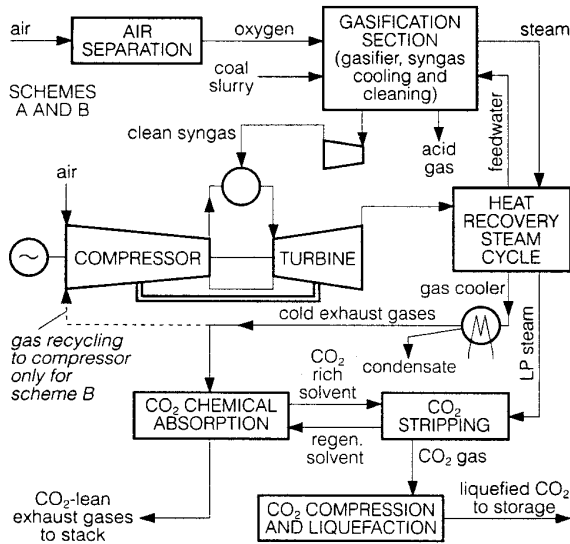 air
AIR
SEPARATION
oxygen
GASIFICATION
SECTION
(gasifier, syngas
cooling and
cleaning)
steam
coal
slurry
SCHEMES
A AND B
clean syngas
acid
gas
feedwater
air
HEAT
RECOVERY
STEAM
CYCLE
~
COMPRESSOR
TURBINE
gas cooler
cold exhaust gases
gas recycling
to compressor
only for
scheme B
condensate
LP steam
CO₂
rich
solvent
CO₂ CHEMICAL
ABSORPTION
CO₂
STRIPPING
regen.
solvent
CO₂ gas
CO₂-lean
exhaust gases
to stack
CO₂ COMPRESSION
AND LIQUEFACTION
liquefied CO₂
to storage